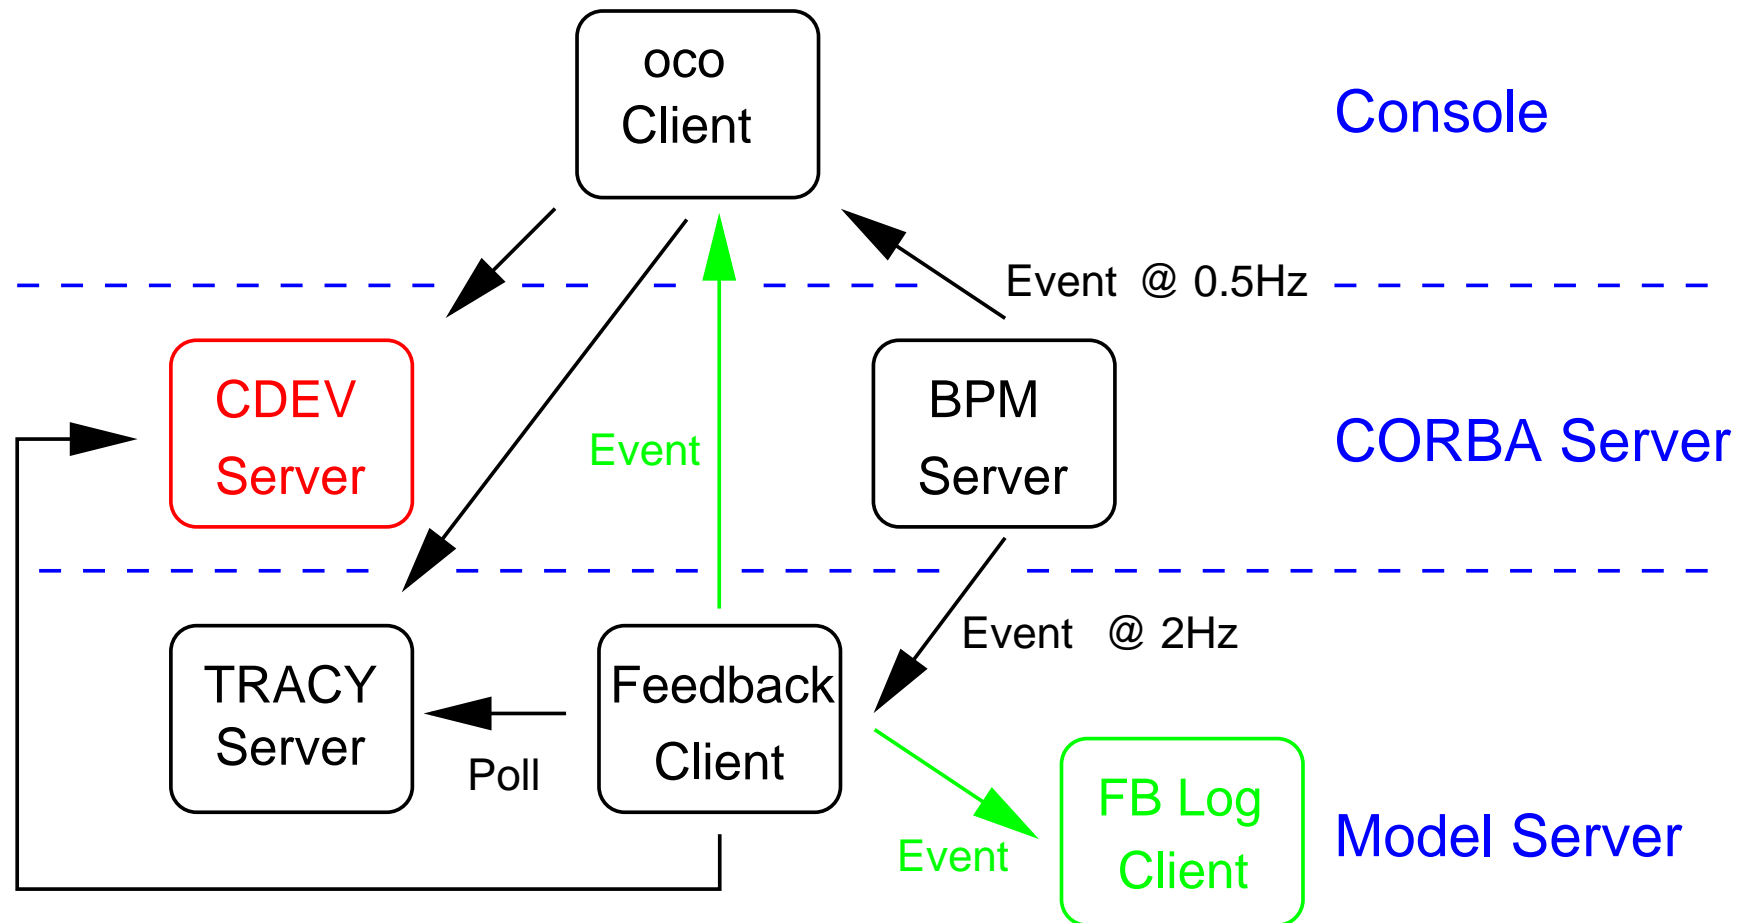 oco
Client
Console
Event @ 0.5Hz
CDEV
Server
Event
BPM
Server
CORBA Server
Event @ 2Hz
TRACY
Server
Poll
Feedback
Client
Event
FB Log
Client
Model Server